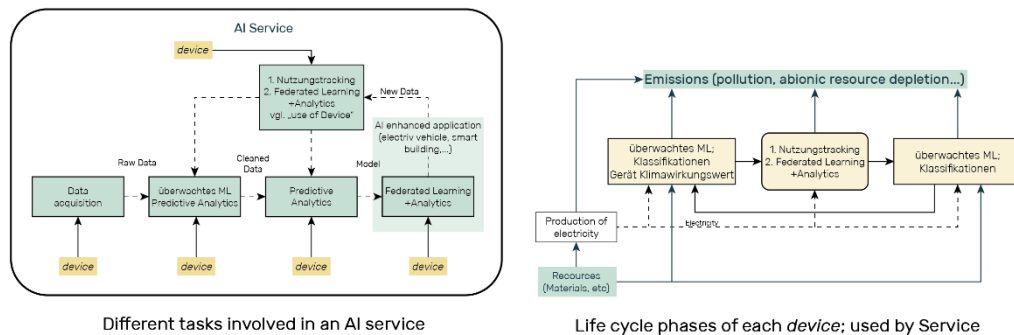 AI Service
device
1. Nutzungstracking
2. Federated Learning
+Analytics
vgl. „use of Device"
New Data
AI enhanced application
(electriv vehicle, smart
building,...)
Raw Data
Cleaned
Data
Model
Data
acquisition
überwachtes ML
Predictive Analytics
Predictive
Analytics
Federated Learning
+Analytics
device
device
device
device
Different tasks involved in an AI service
Emissions (pollution, abionic resource depletion...)
überwachtes ML;
Klassifikationen
Gerät Klimawirkungswert
1. Nutzungstracking
2. Federated Learning
+Analytics
überwachtes ML;
Klassifikationen
Production of
electricity
Electricity
Recources
(Materials, etc)
Life cycle phases of each device; used by Service